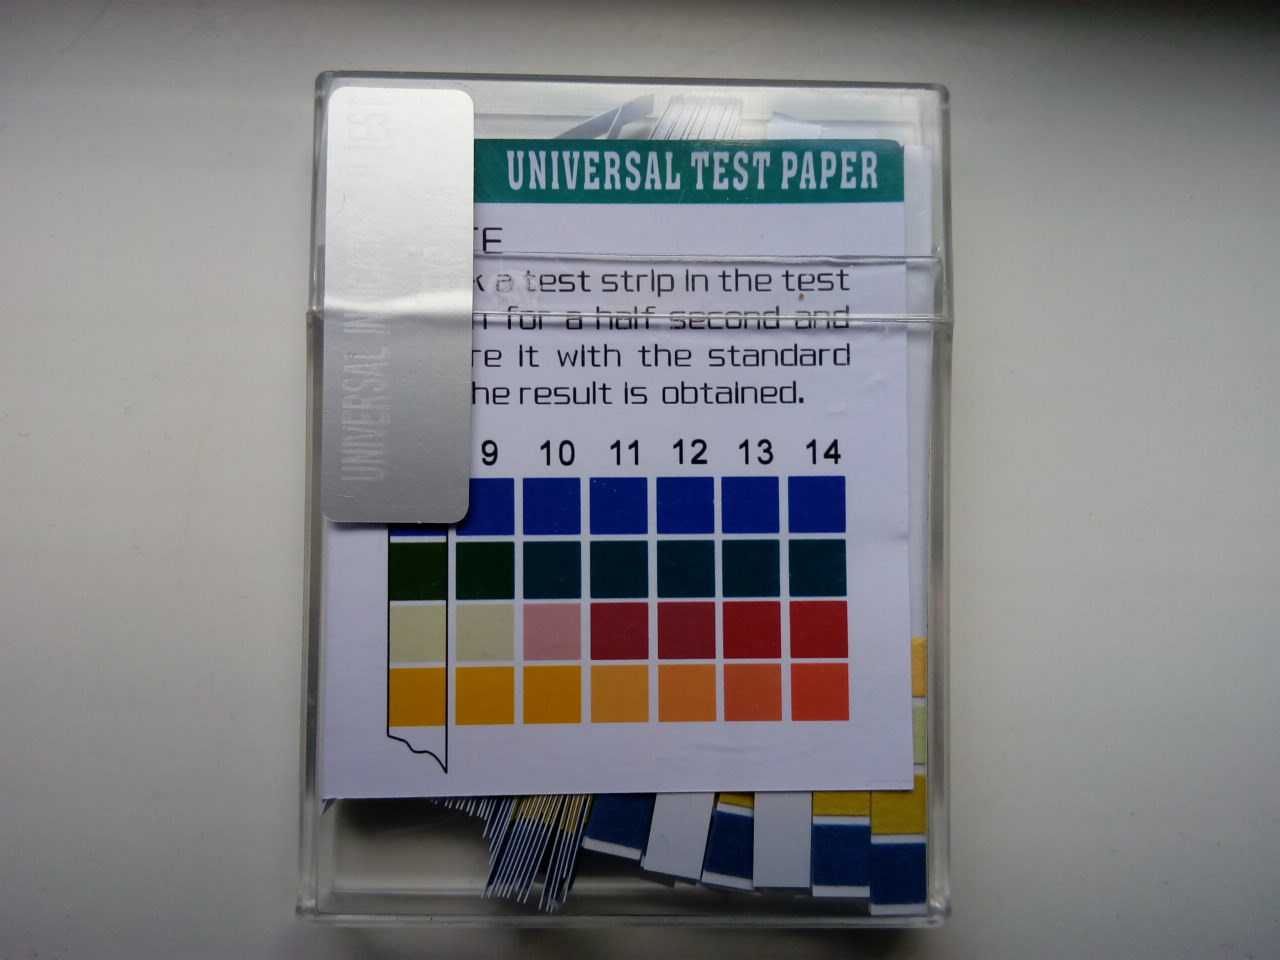 UNIVERSAL TEST PAPER
TE
k a test strip in the test
n for a half second and
re it with the standard
he result is obtained.
9 10 11 12 13 14
UNIVERSAL